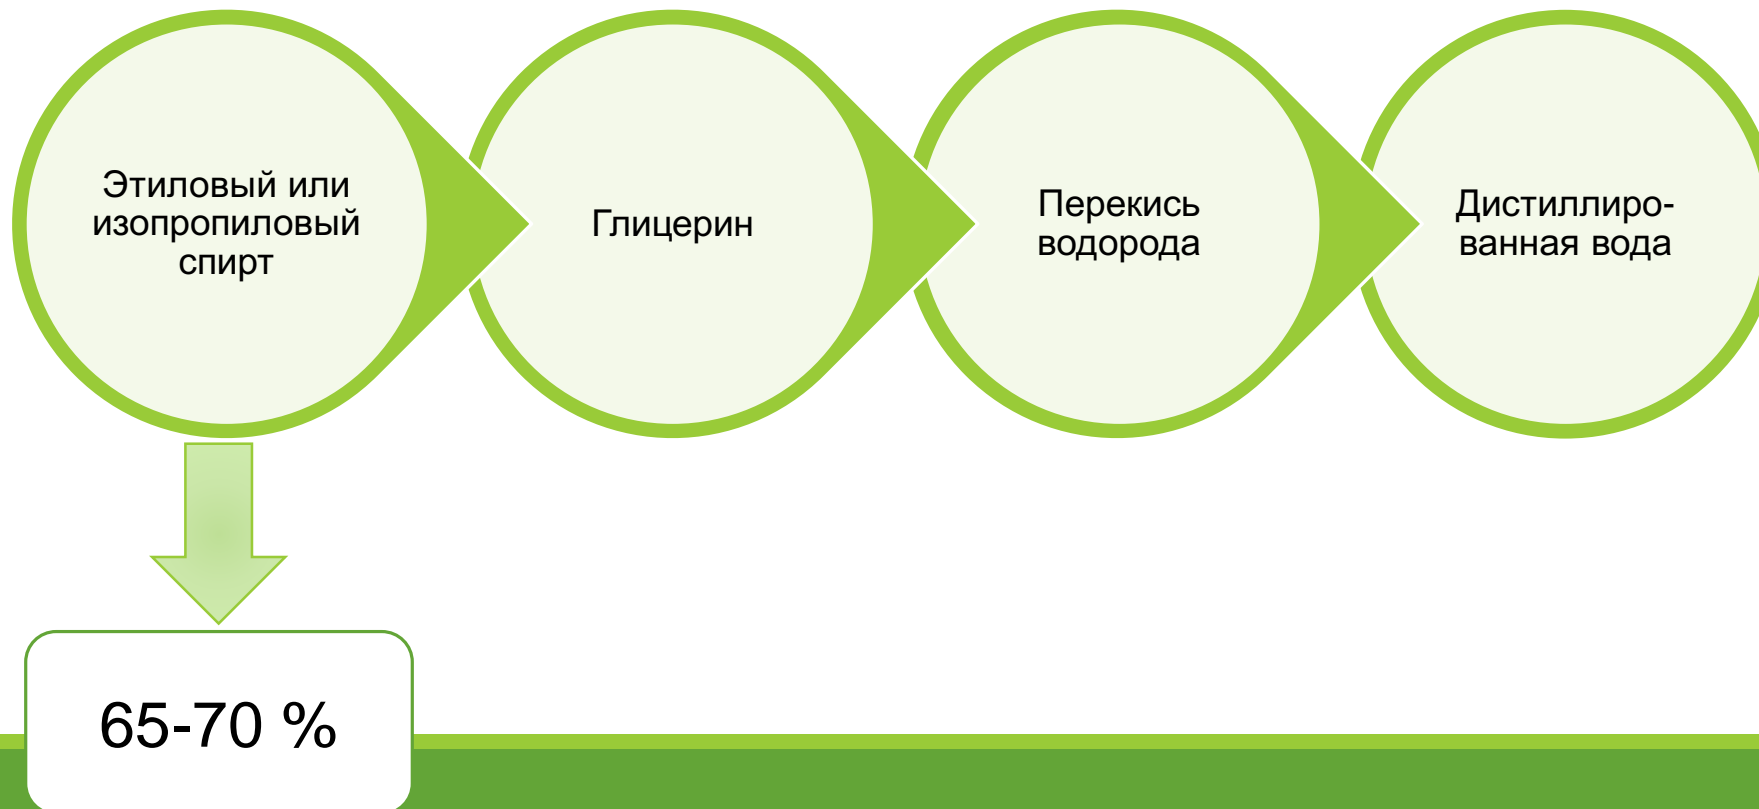 Этиловый или
изопропиловый
спирт
Глицерин
Перекись
водорода
Дистиллиро-
ванная вода
65-70 %